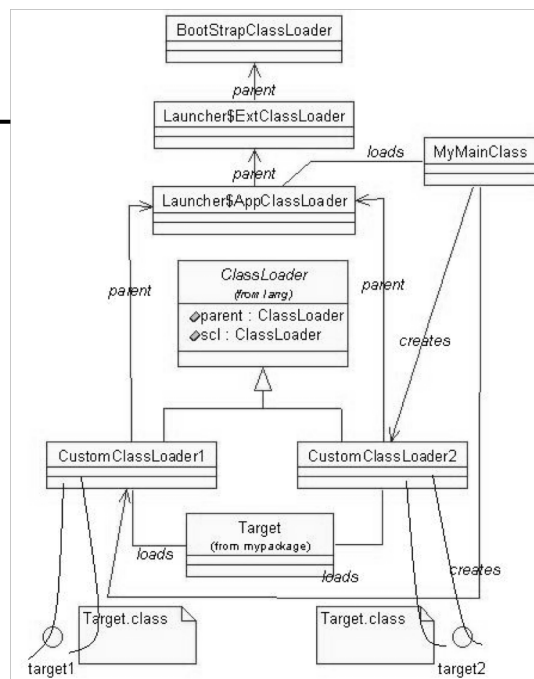 BootStrapClassLoader
parent
Launcher$ExtClassLoader
parent
loads
MyMainClass
Launcher$AppClassLoader
ClassLoader
(from lang)
parent : ClassLoader
scl : ClassLoader
parent
parent
creates
CustomClassLoader1
CustomClassLoader2
Target
(from mypackage)
loads
loads
creates
Target.class
Target.class
target1
target2